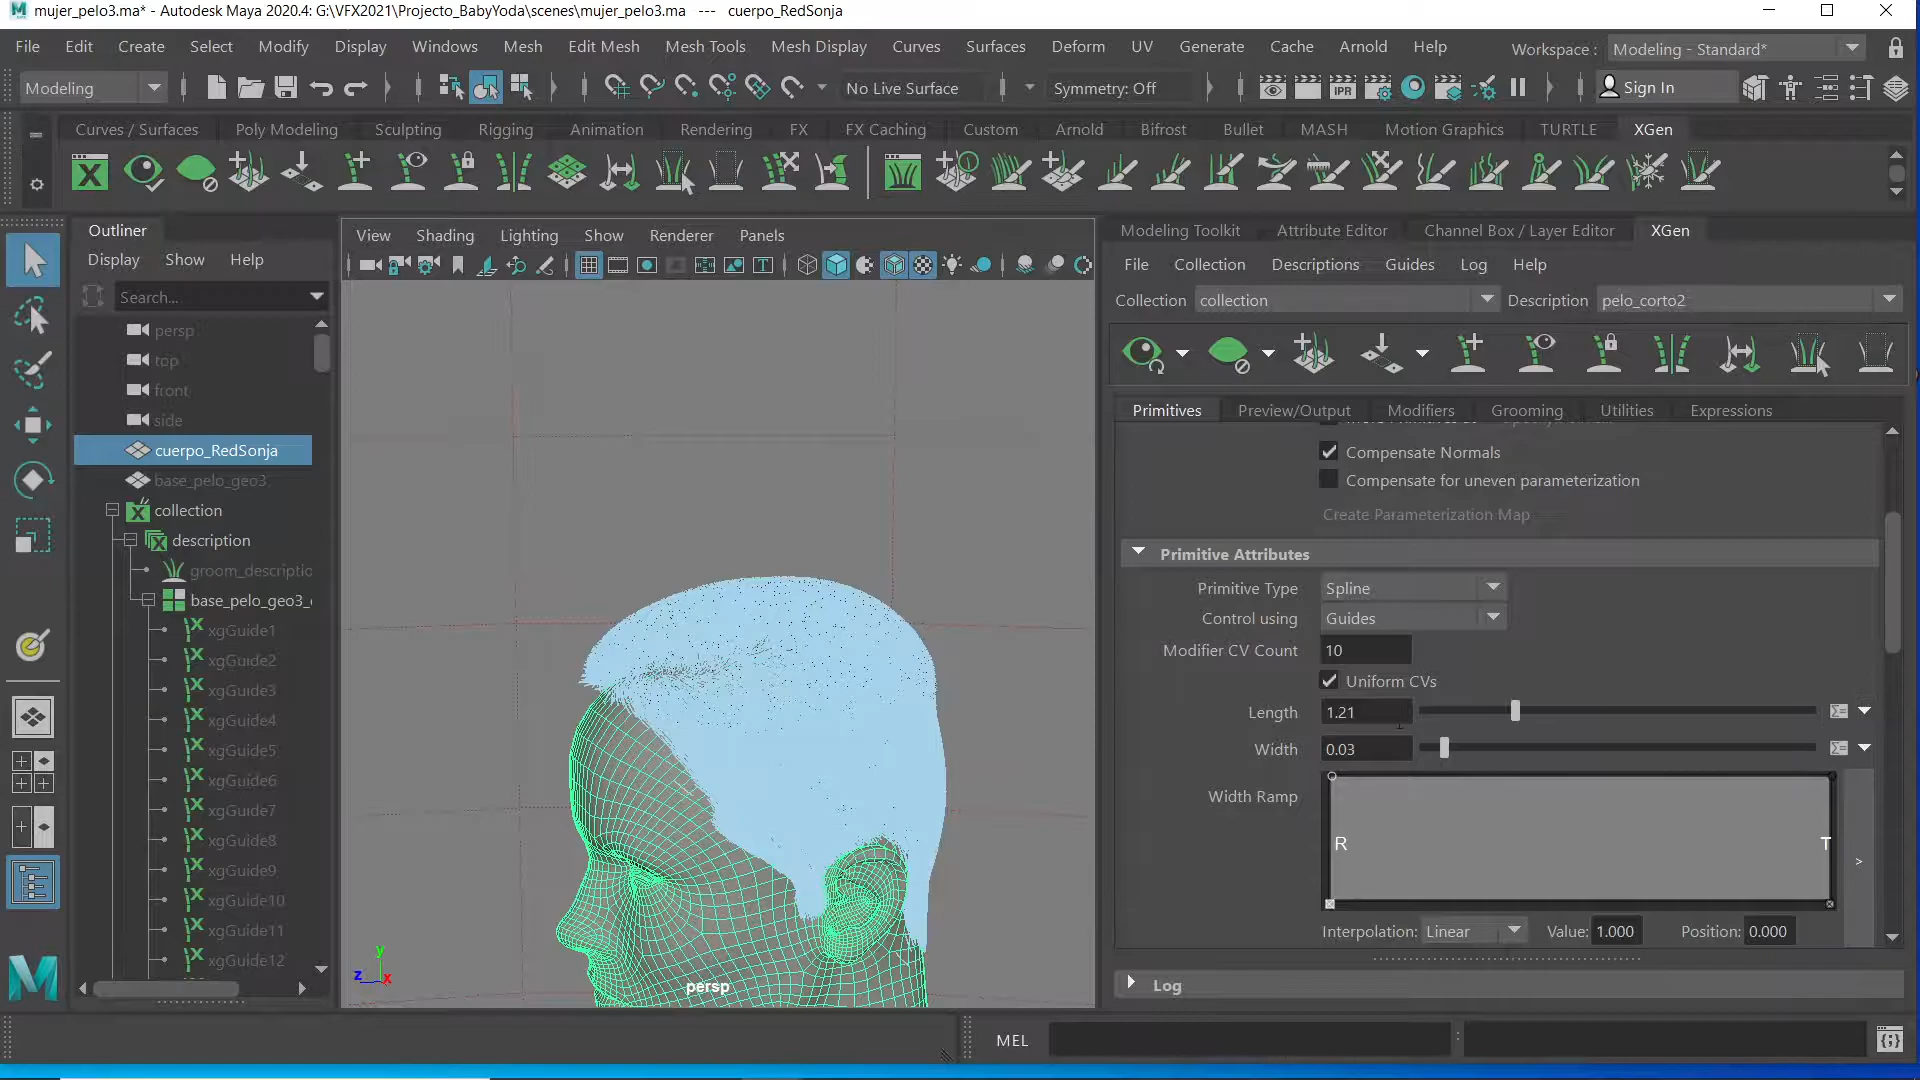 mujer_pelo3.ma* - Autodesk Maya 2020.4: G:\VFX2021\Projecto_BabyYoda\scenes\mujer_pelo3.ma --- cuerpo_RedSonja
File Edit Create Select Modify Display Windows Mesh Edit Mesh Mesh Tools Mesh Display Curves Surfaces Deform UV Generate Cache Arnold Help Workspace : Modeling - Standard*
Modeling No Live Surface Symmetry: Off IPR Sign In
Curves / Surfaces Poly Modeling Sculpting Rigging Animation Rendering FX FX Caching Custom Arnold Bifrost Bullet MASH Motion Graphics TURTLE XGen
Outliner
Display Show Help
Search...
persp
top
front
side
cuerpo_RedSonja
base_pelo_geo3
collection
description
groom_descriptio
base_pelo_geo3_
xgGuide1
xgGuide2
xgGuide3
xgGuide4
xgGuide5
xgGuide6
xgGuide7
xgGuide8
xgGuide9
xgGuide10
xgGuide11
xgGuide12
View Shading Lighting Show Renderer Panels
y
z
x
persp
Modeling Toolkit Attribute Editor Channel Box / Layer Editor XGen
File Collection Descriptions Guides Log Help
Collection collection Description pelo_corto2
Primitives Preview/Output Modifiers Grooming Utilities Expressions
Compensate Normals
Compensate for uneven parameterization
Create Parameterization Map
Primitive Attributes
Primitive Type Spline
Control using Guides
Modifier CV Count 10
Uniform CVs
Length 1.21
Width 0.03
Width Ramp
R T
>
Interpolation: Linear Value: 1.000 Position: 0.000
Log
MEL